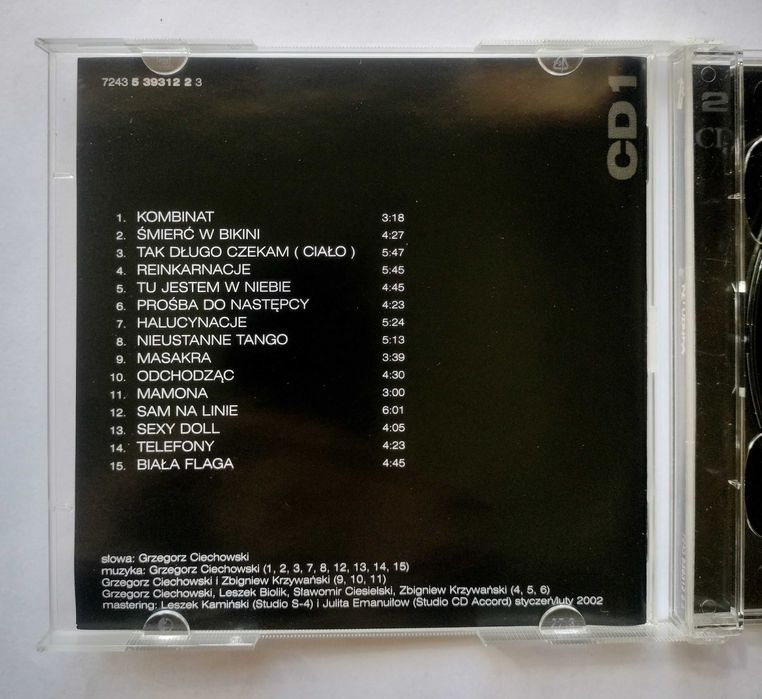 7243 5 39312 2 3
CD 1
1. KOMBINAT 3:18
2. ŚMIERĆ W BIKINI 4:27
3. TAK DŁUGO CZEKAM ( CIAŁO ) 5:47
4. REINKARNACJE 5:45
5. TU JESTEM W NIEBIE 4:45
6. PROŚBA DO NASTĘPCY 4:23
7. HALUCYNACJE 5:24
8. NIEUSTANNE TANGO 5:13
9. MASAKRA 3:39
10. ODCHODZĄC 4:30
11. MAMONA 3:00
12. SAM NA LINIE 6:01
13. SEXY DOLL 4:05
14. TELEFONY 4:23
15. BIAŁA FLAGA 4:45
słowa: Grzegorz Ciechowski
muzyka: Grzegorz Ciechowski (1, 2, 3, 7, 8, 12, 13, 14, 15)
Grzegorz Ciechowski i Zbigniew Krzywański (9, 10, 11)
Grzegorz Ciechowski, Leszek Biolik, Sławomir Ciesielski, Zbigniew Krzywański (4, 5, 6)
mastering: Leszek Kamiński (Studio S-4) i Julita Emanuiłow (Studio CD Accord) styczeń/luty 2002
2
CD